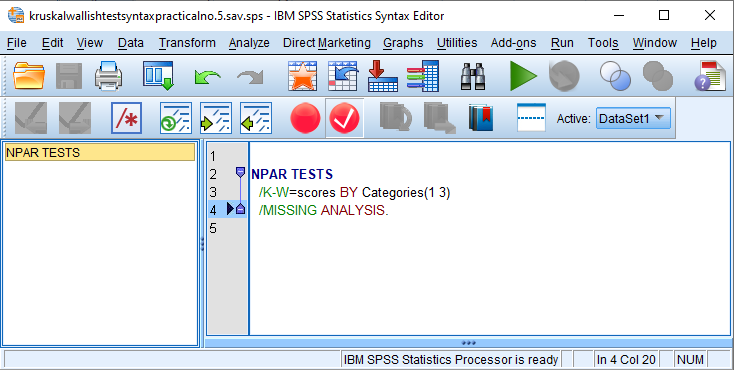 kruskalwallishtestsyntaxpracticalno.5.sav.sps - IBM SPSS Statistics Syntax Editor
File Edit View Data Transform Analyze Direct Marketing Graphs Utilities Add-ons Run Tools Window Help
/*
Active: DataSet1
NPAR TESTS
1
2 NPAR TESTS
3 /K-W=scores BY Categories(1 3)
4 /MISSING ANALYSIS.
5
IBM SPSS Statistics Processor is ready In 4 Col 20 NUM